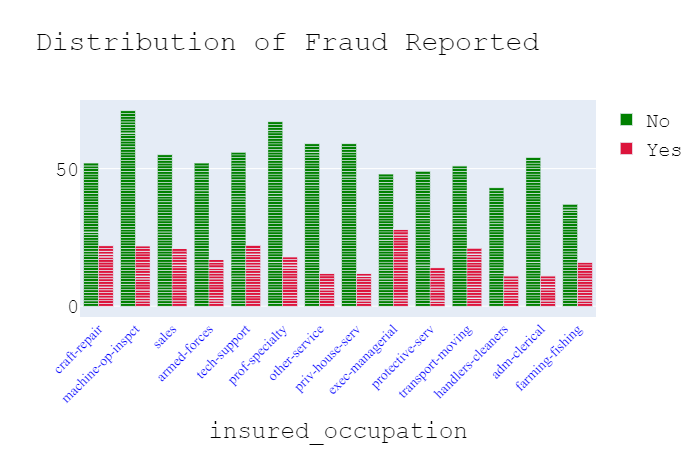 Distribution of Fraud Reported
No
Yes
50
0
craft-repair
machine-op-inspct
sales
armed-forces
tech-support
prof-specialty
other-service
priv-house-serv
exec-managerial
protective-serv
transport-moving
handlers-cleaners
adm-clerical
farming-fishing
insured_occupation